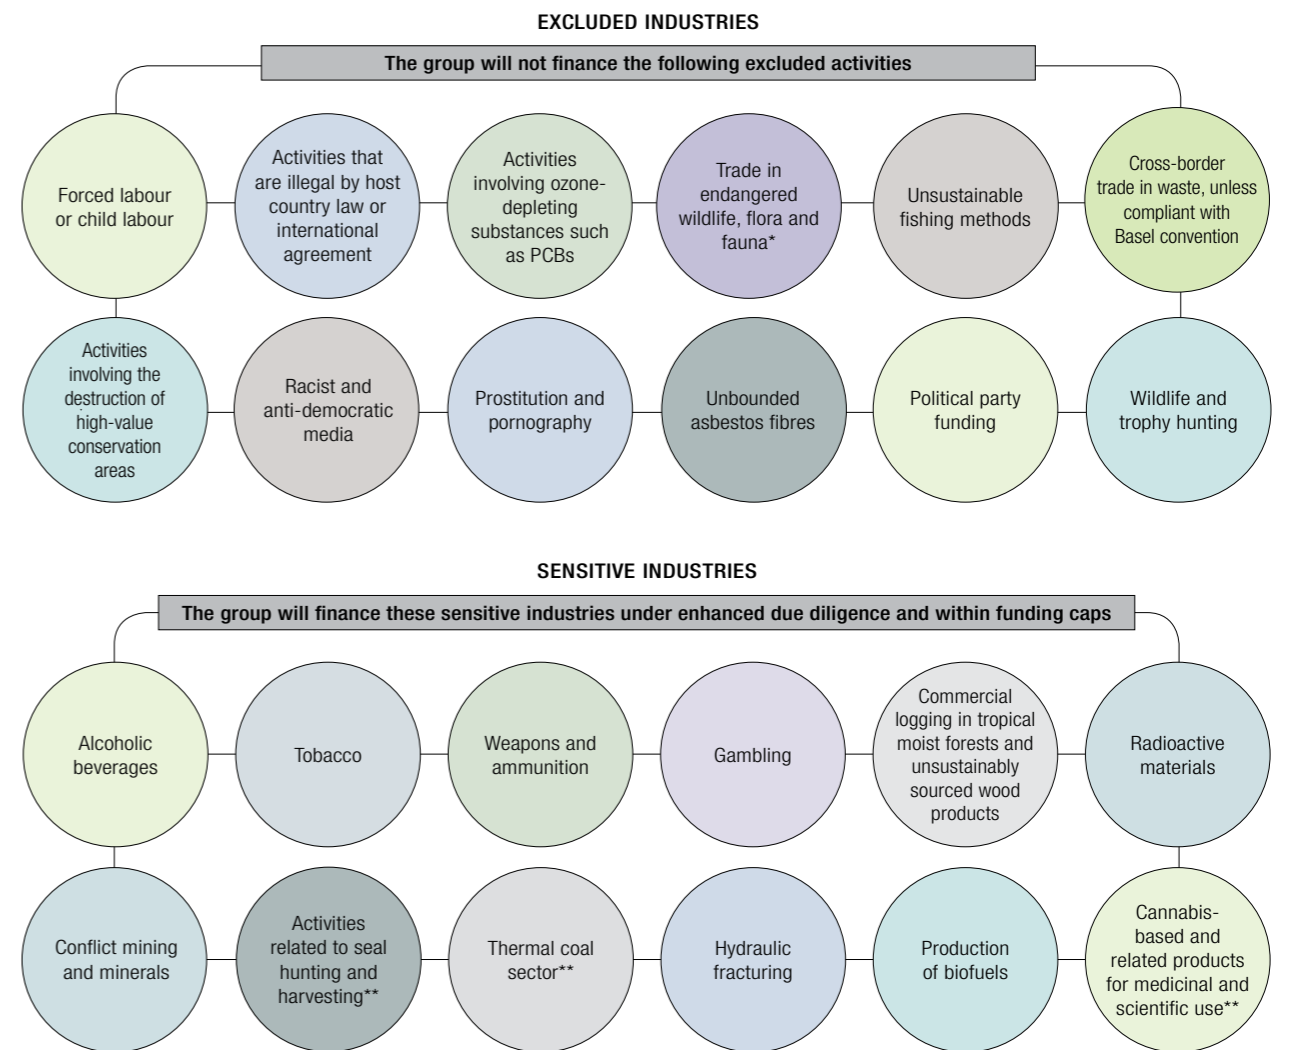 EXCLUDED INDUSTRIES
The group will not finance the following excluded activities
Forced labour
or child labour
Activities that
are illegal by host
country law or
international
agreement
Activities
involving ozone-
depleting
substances such
as PCBs
Trade in
endangered
wildlife, flora and
fauna*
Unsustainable
fishing methods
Cross-border
trade in waste, unless
compliant with
Basel convention
Activities
involving the
destruction of
high-value
conservation
areas
Racist and
anti-democratic
media
Prostitution and
pornography
Unbounded
asbestos fibres
Political party
funding
Wildlife and
trophy hunting
SENSITIVE INDUSTRIES
The group will finance these sensitive industries under enhanced due diligence and within funding caps
Alcoholic
beverages
Tobacco
Weapons and
ammunition
Gambling
Commercial
logging in tropical
moist forests and
unsustainably
sourced wood
products
Radioactive
materials
Conflict mining
and minerals
Activities
related to seal
hunting and
harvesting**
Thermal coal
sector**
Hydraulic
fracturing
Production
of biofuels
Cannabis-
based and
related products
for medicinal and
scientific use**